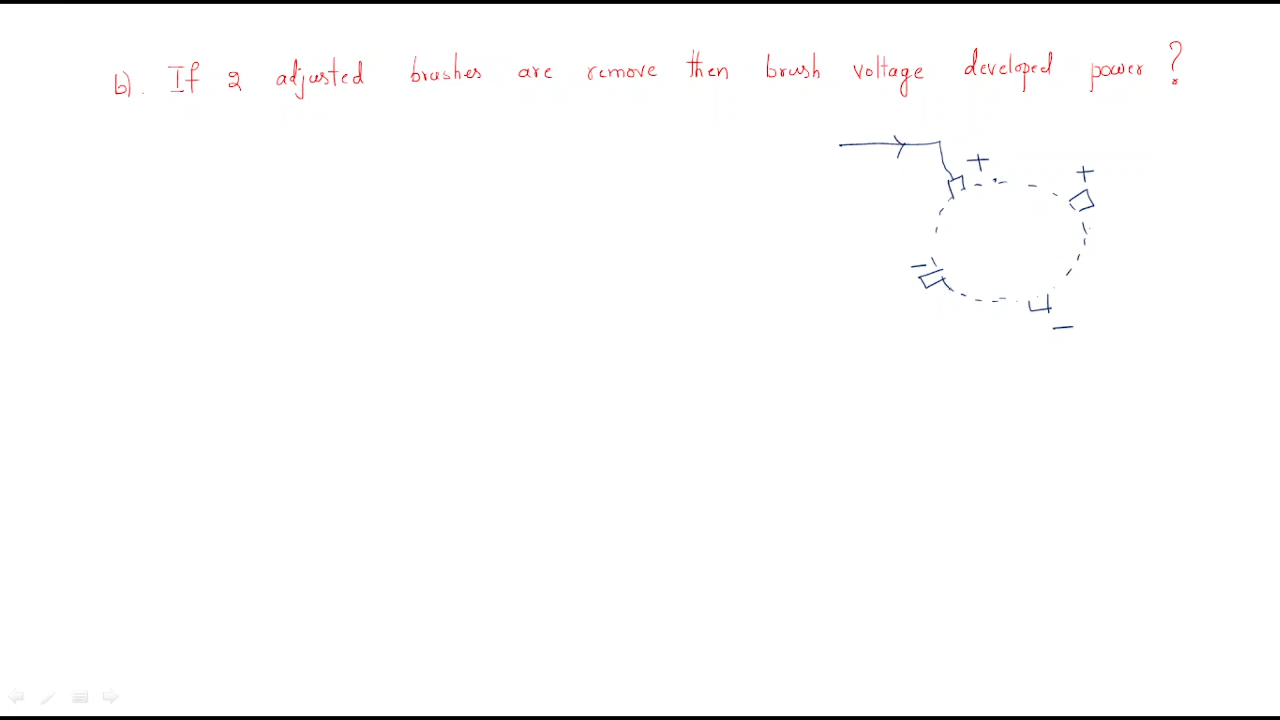 b). If 2 adjusted brushes are remove then brush voltage developed power ?
+
+
-
-